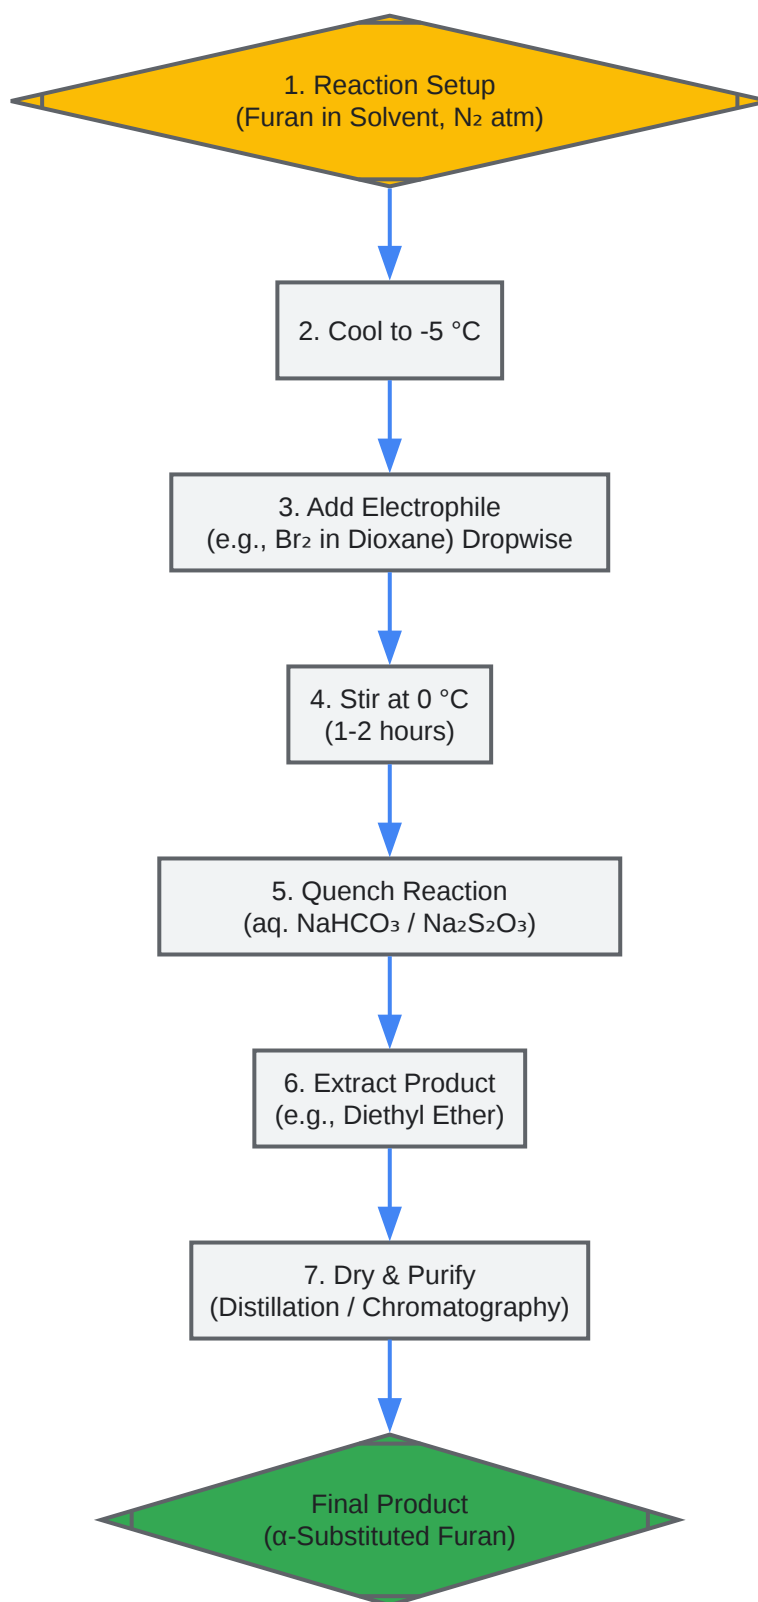 1. Reaction Setup
(Furan in Solvent, N₂ atm)
2. Cool to -5 °C
3. Add Electrophile
(e.g., Br₂ in Dioxane) Dropwise
4. Stir at 0 °C
(1-2 hours)
5. Quench Reaction
(aq. NaHCO₃ / Na₂S₂O₃)
6. Extract Product
(e.g., Diethyl Ether)
7. Dry & Purify
(Distillation / Chromatography)
Final Product
(α-Substituted Furan)